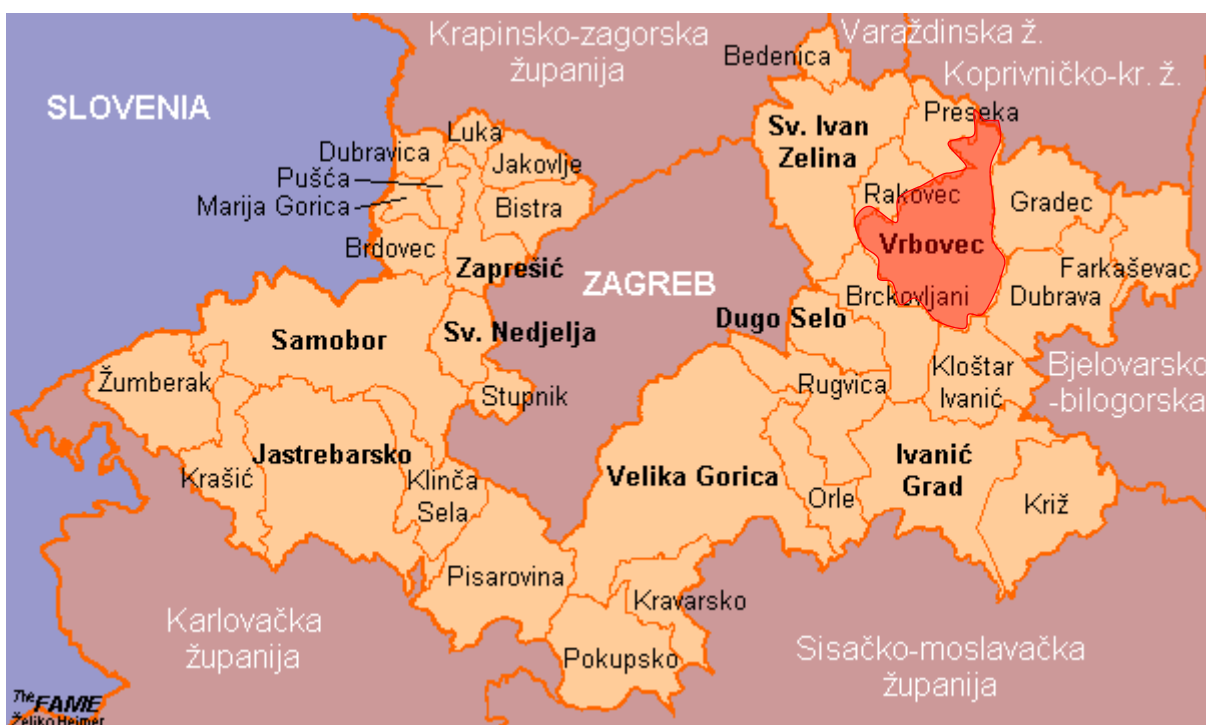 Krapinsko-zagorska
županija
Varaždinska ž.
Koprivničko-kr. ž.
SLOVENIA
Bedenica
Preseka
Sv. Ivan
Zelina
Luka
Dubravica
Jakovlje
Pušća
Marija Gorica
Bistra
Rakovec
Gradec
Brdovec
Vrbovec
Zaprešić
ZAGREB
Farkaševac
Brckovljani
Dubrava
Samobor
Sv. Nedjelja
Dugo Selo
Žumberak
Stupnik
Rugvica
Kloštar
Ivanić
Bjelovarsko
-bilogorska
Jastrebarsko
Krašić
Klinča
Sela
Velika Gorica
Orle
Ivanić
Grad
Križ
Pisarovina
Kravarsko
Karlovačka
županija
Pokupsko
Sisačko-moslavačka
županija
The FAME
Željko Heimer